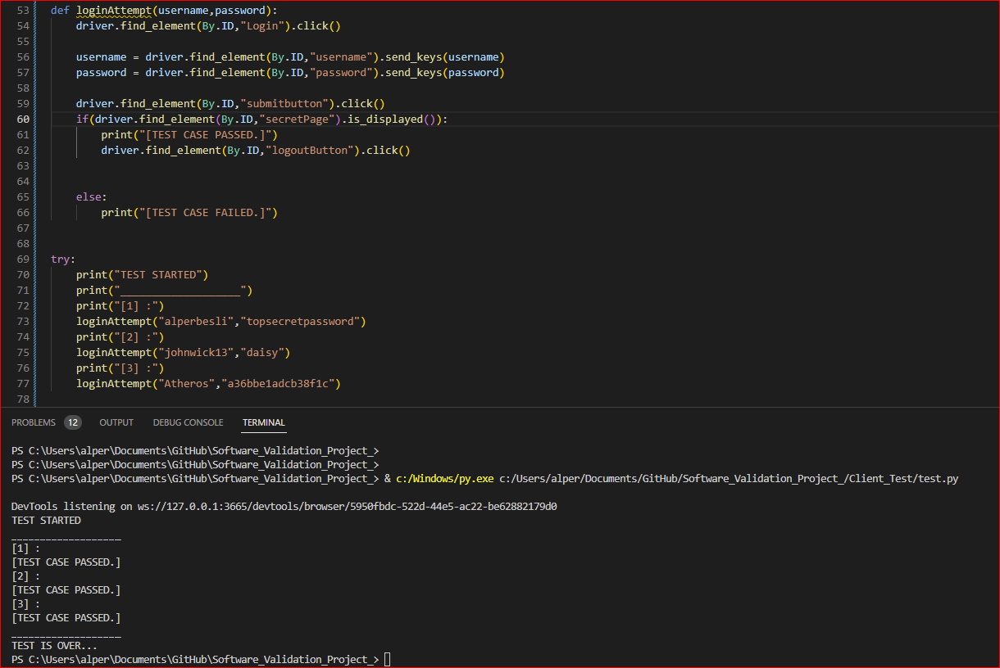 53 def loginAttempt(username,password):
54 driver.find_element(By.ID,"Login").click()
55
56 username = driver.find_element(By.ID,"username").send_keys(username)
57 password = driver.find_element(By.ID,"password").send_keys(password)
58
59 driver.find_element(By.ID,"submitbutton").click()
60 if(driver.find_element(By.ID,"secretPage").is_displayed()):
61 print("[TEST CASE PASSED.]")
62 driver.find_element(By.ID,"logoutButton").click()
63
64
65 else:
66 print("[TEST CASE FAILED.]")
67
68
69 try:
70 print("TEST STARTED")
71 print("___________________")
72 print("[1] :")
73 loginAttempt("alperbesli","topsecretpassword")
74 print("[2] :")
75 loginAttempt("johnwick13","daisy")
76 print("[3] :")
77 loginAttempt("Atheros","a36bbe1adcb38f1c")
78
PROBLEMS 12 OUTPUT DEBUG CONSOLE TERMINAL
PS C:\Users\alper\Documents\GitHub\Software_Validation_Project_>
PS C:\Users\alper\Documents\GitHub\Software_Validation_Project_>
PS C:\Users\alper\Documents\GitHub\Software_Validation_Project_> & c:/Windows/py.exe c:/Users/alper/Documents/GitHub/Software_Validation_Project_/Client_Test/test.py
DevTools listening on ws://127.0.0.1:3665/devtools/browser/5950fbdc-522d-44e5-ac22-be62882179d0
TEST STARTED
___________________
[1] :
[TEST CASE PASSED.]
[2] :
[TEST CASE PASSED.]
[3] :
[TEST CASE PASSED.]
___________________
TEST IS OVER...
PS C:\Users\alper\Documents\GitHub\Software_Validation_Project_>